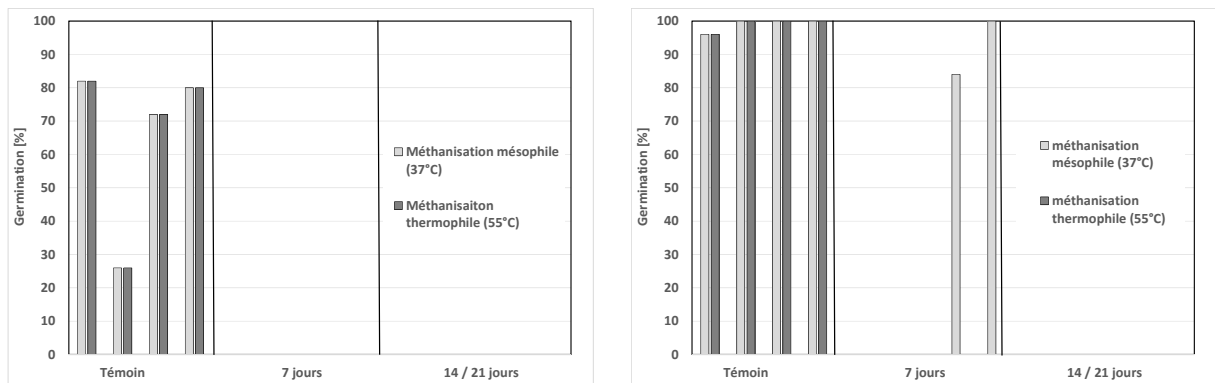 100
90
80
70
60
50
40
30
20
10
0
Germination [%]
Témoin
7 jours
14 / 21 jours
Méthanisation mésophile
(37°C)
Méthanisaiton
thermophile (55°C)
100
90
80
70
60
50
40
30
20
10
0
Germination [%]
Témoin
7 jours
14 / 21 jours
méthanisation
mésophile (37°C)
méthanisation
thermophile (55°C)